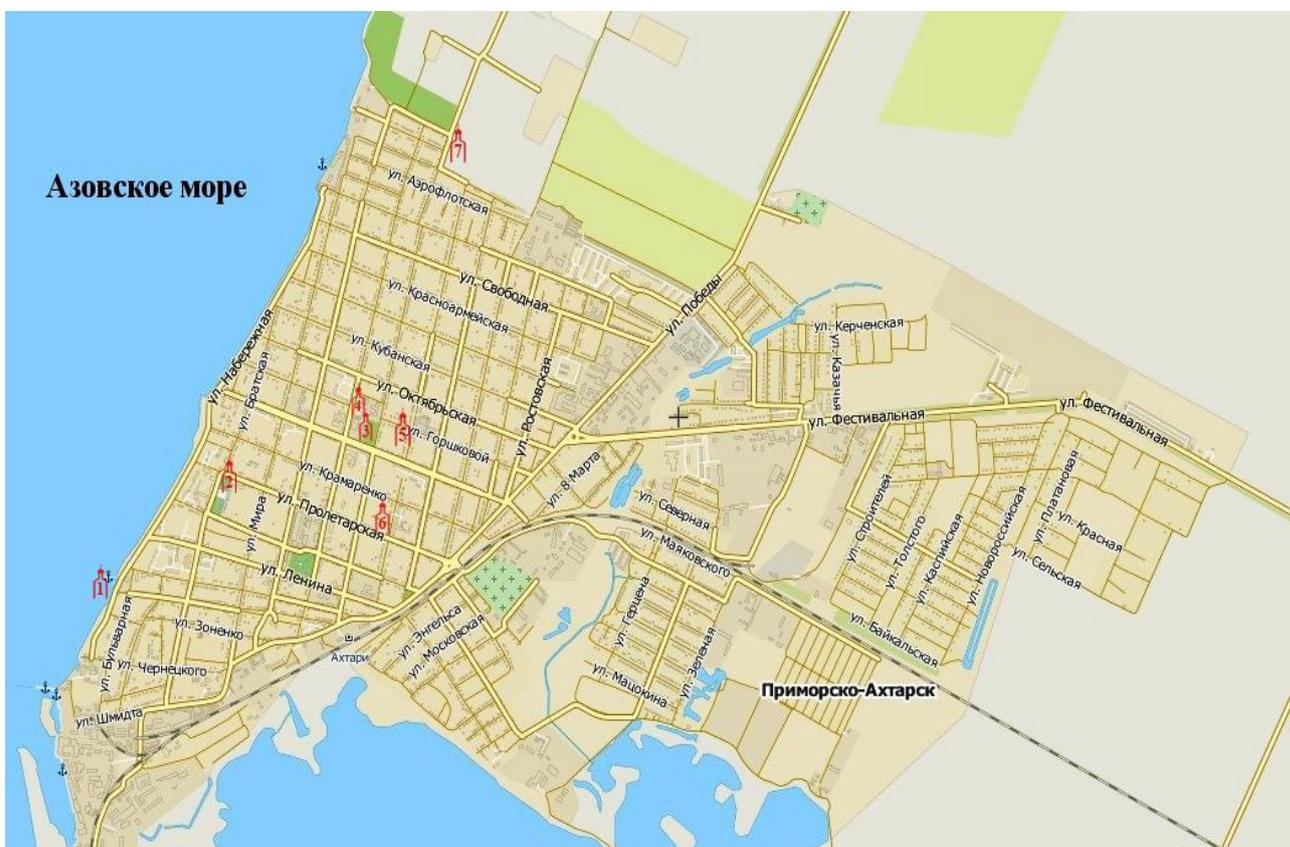 7
Азовское море
ул. Аэрофлотская
ул. Свободная
ул. Победы
ул. Красноармейская
ул. Набережная
ул. Керченская
ул. Кубанская
ул. Казачья
ул. Братская
ул. Октябрьская
4
3
5
ул. Ростовская
ул. Фестивальная
ул. Фестивальная
ул. Горшковой
2
ул. Крамаренко
ул. 8 Марта
ул. Пролетарская
6
ул. Мира
ул. Северная
ул. Строителей
ул. Платановая
ул. Красная
ул. Маяковского
ул. Толстого
ул. Каспийская
ул. Новороссийская
ул. Сельская
1
ул. Ленина
ул. Герцена
ул. Бульварная
ул. Зоненко
ул. Энгельса
ул. Московская
ул. Байкальская
Ахтари
ул. Чернецкого
ул. Зеленая
ул. Мацокина
Приморско-Ахтарск
ул. Шмидта